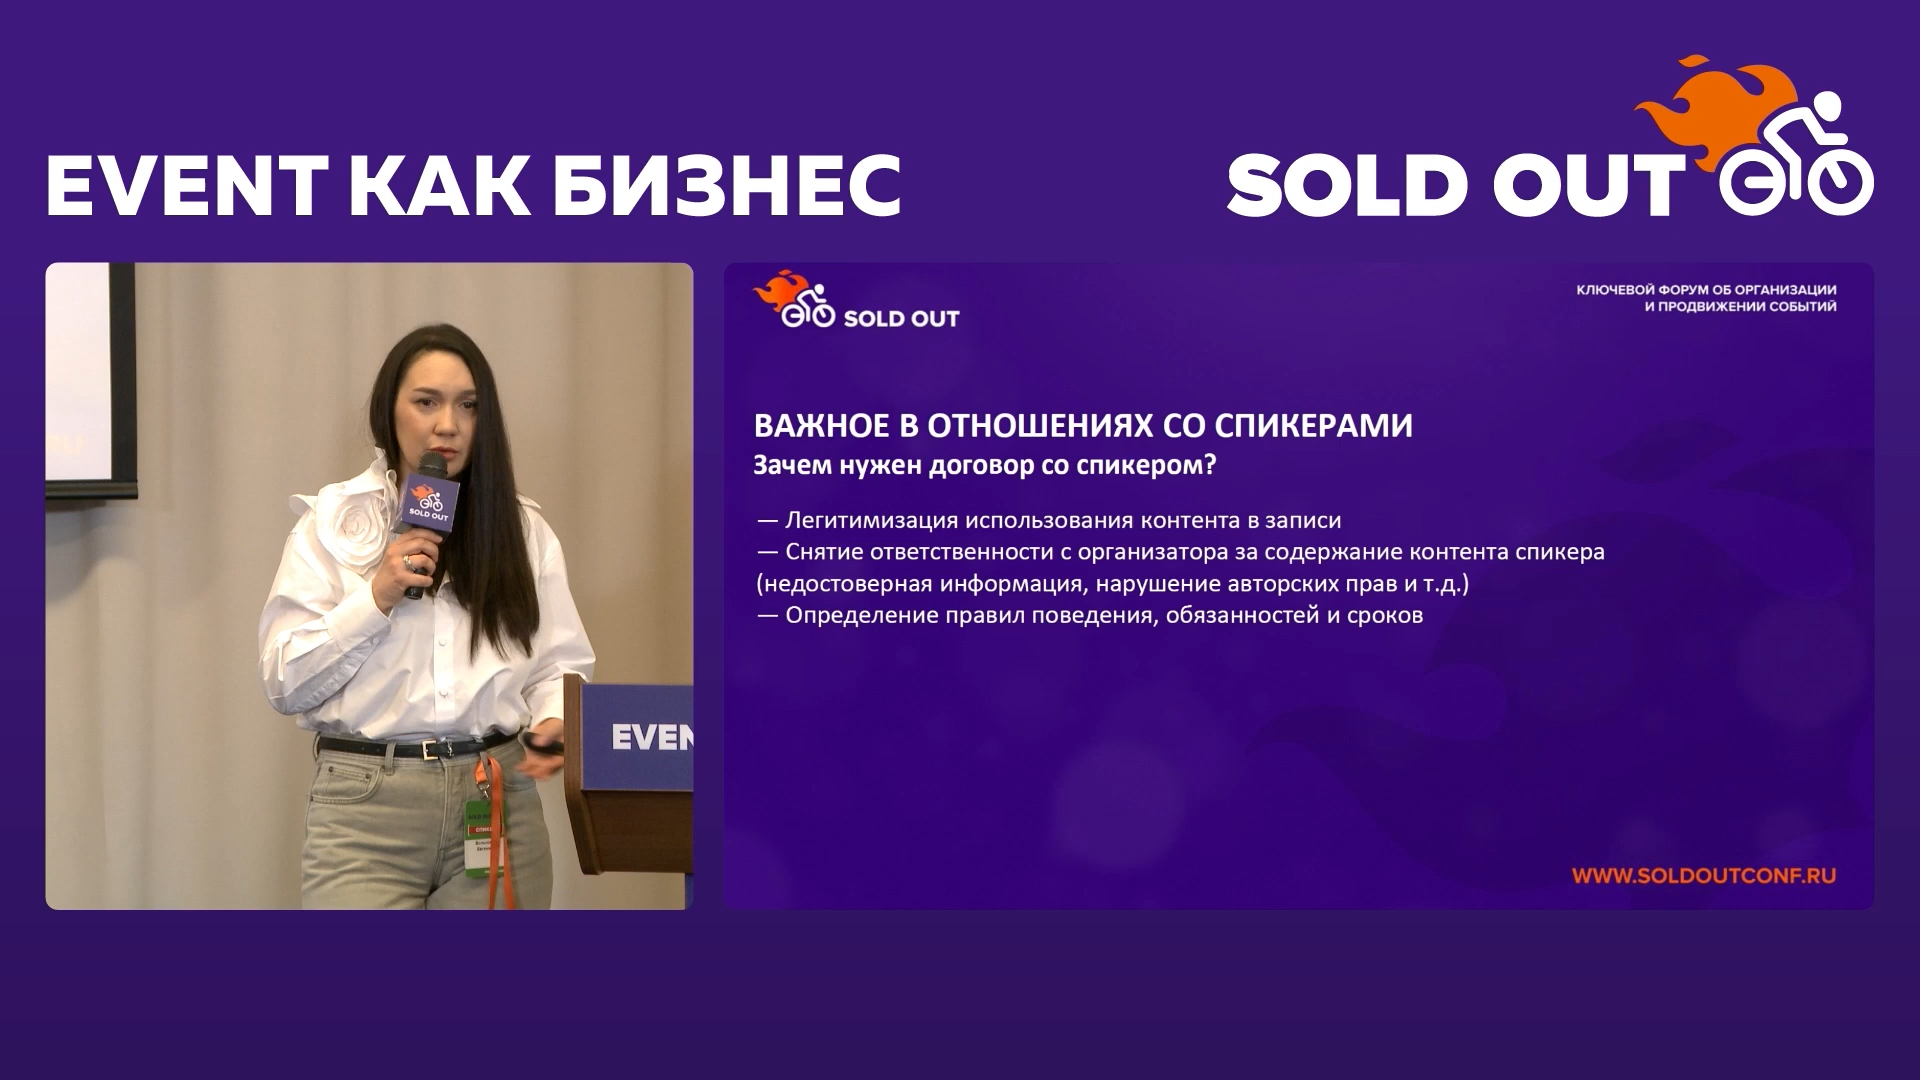 EVENT КАК БИЗНЕС
SOLD OUT
SOLD OUT
КЛЮЧЕВОЙ ФОРУМ ОБ ОРГАНИЗАЦИИ
И ПРОДВИЖЕНИИ СОБЫТИЙ
ВАЖНОЕ В ОТНОШЕНИЯХ СО СПИКЕРАМИ
Зачем нужен договор со спикером?
— Легитимизация использования контента в записи
— Снятие ответственности с организатора за содержание контента спикера
(недостоверная информация, нарушение авторских прав и т.д.)
— Определение правил поведения, обязанностей и сроков
WWW.SOLDOUTCONF.RU
SOLD OUT
EVEN